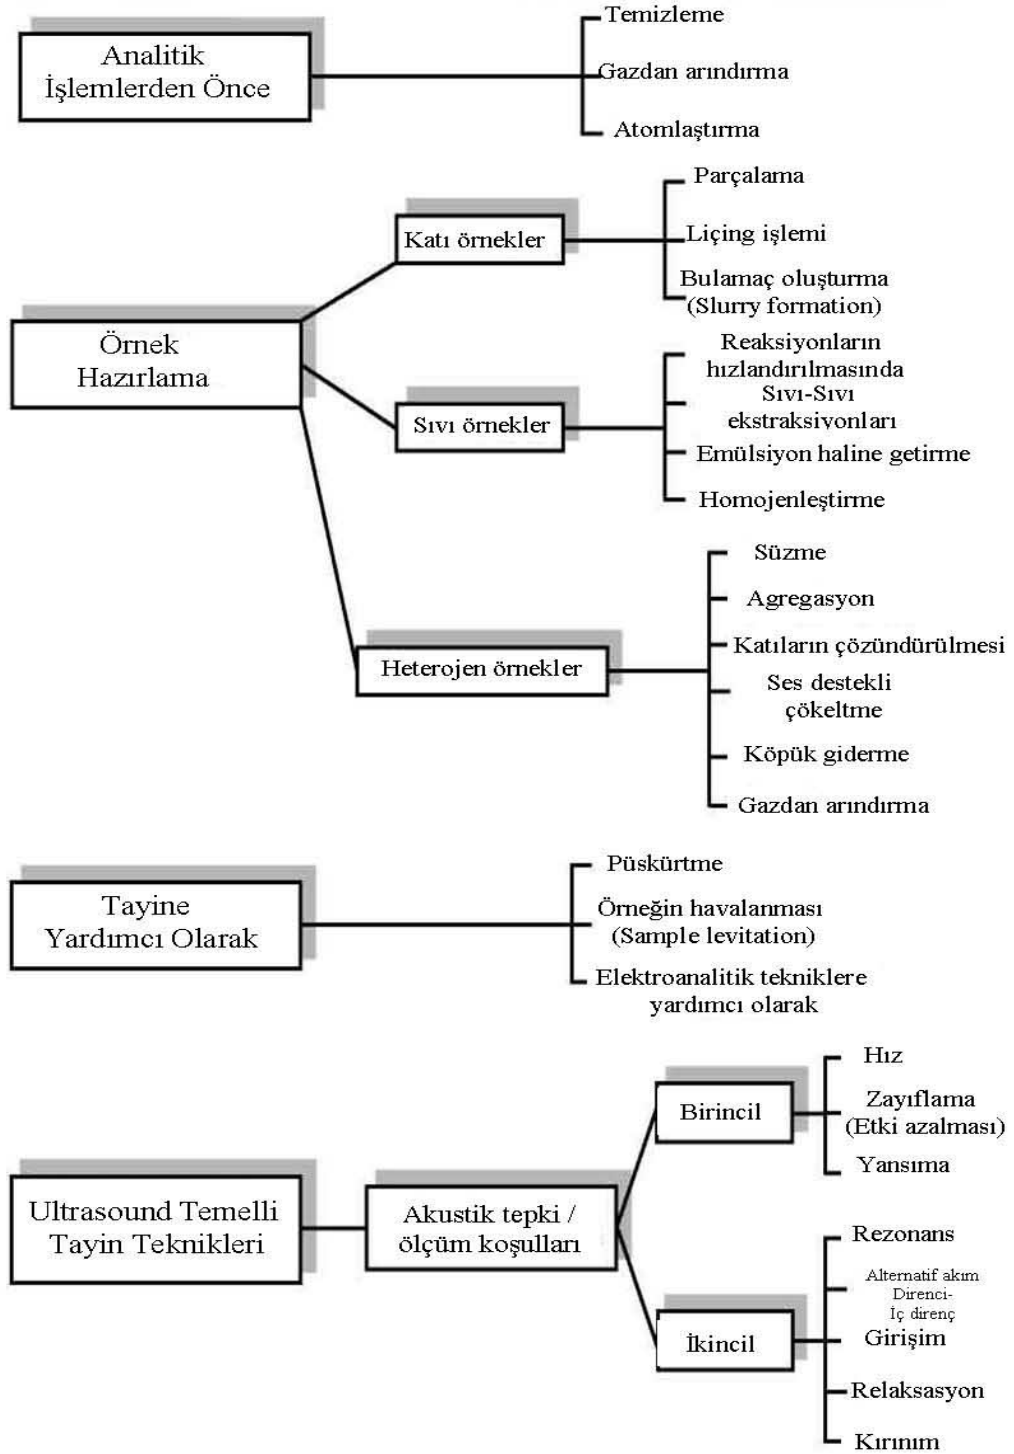 Analitik
İşlemlerden Önce
Temizleme
Gazdan arındırma
Atomlaştırma
Örnek
Hazırlama
Katı örnekler
Parçalama
Liçing işlemi
Bulamaç oluşturma
(Slurry formation)
Sıvı örnekler
Reaksiyonların
hızlandırılmasında
Sıvı-Sıvı
ekstraksivonları
Emülsiyon haline getirme
Homojenleştirme
Heterojen örnekler
Süzme
Agregasyon
Katıların çözündürülmesi
Ses destekli
çökeltme
Köpük giderme
Gazdan arındırma
Tayine
Yardımcı Olarak
Püskürtme
Örneğin havalanması
(Sample levitation)
Elektroanalitik tekniklere
yardımcı olarak
Ultrasound Temelli
Tayin Teknikleri
Akustik tepki /
ölçüm koşulları
Birincil
Hız
Zayıflama
(Etki azalması)
Yansıma
İkincil
Rezonans
Alternatif akım
Direnci-
İç direnç
Girişim
Relaksasyon
Kırınım